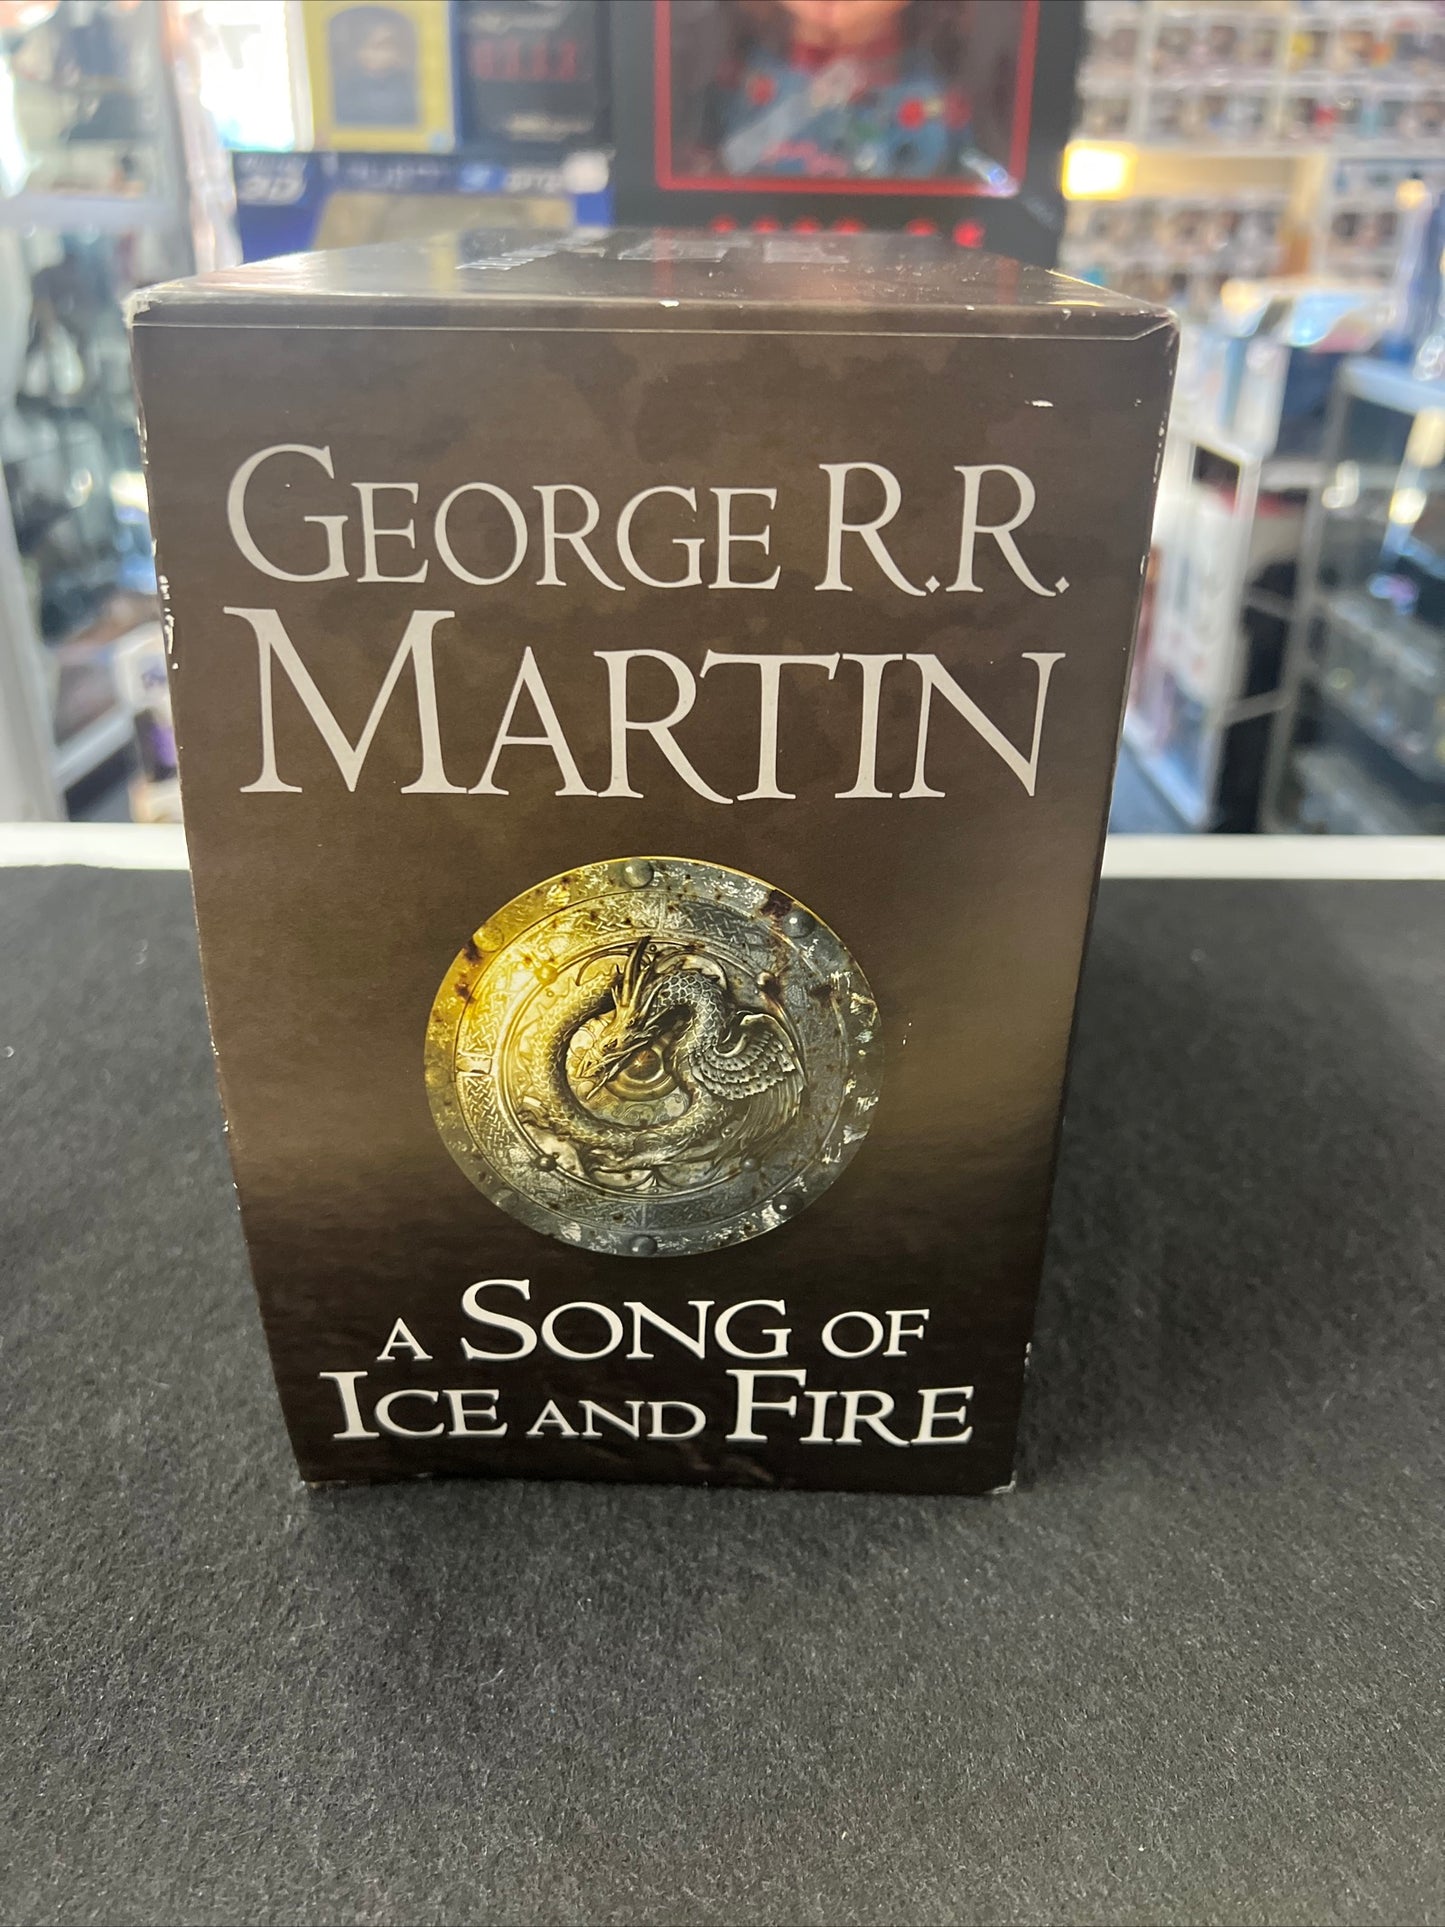 GEORGE R.R.
MARTIN
A SONG OF
ICE AND FIRE